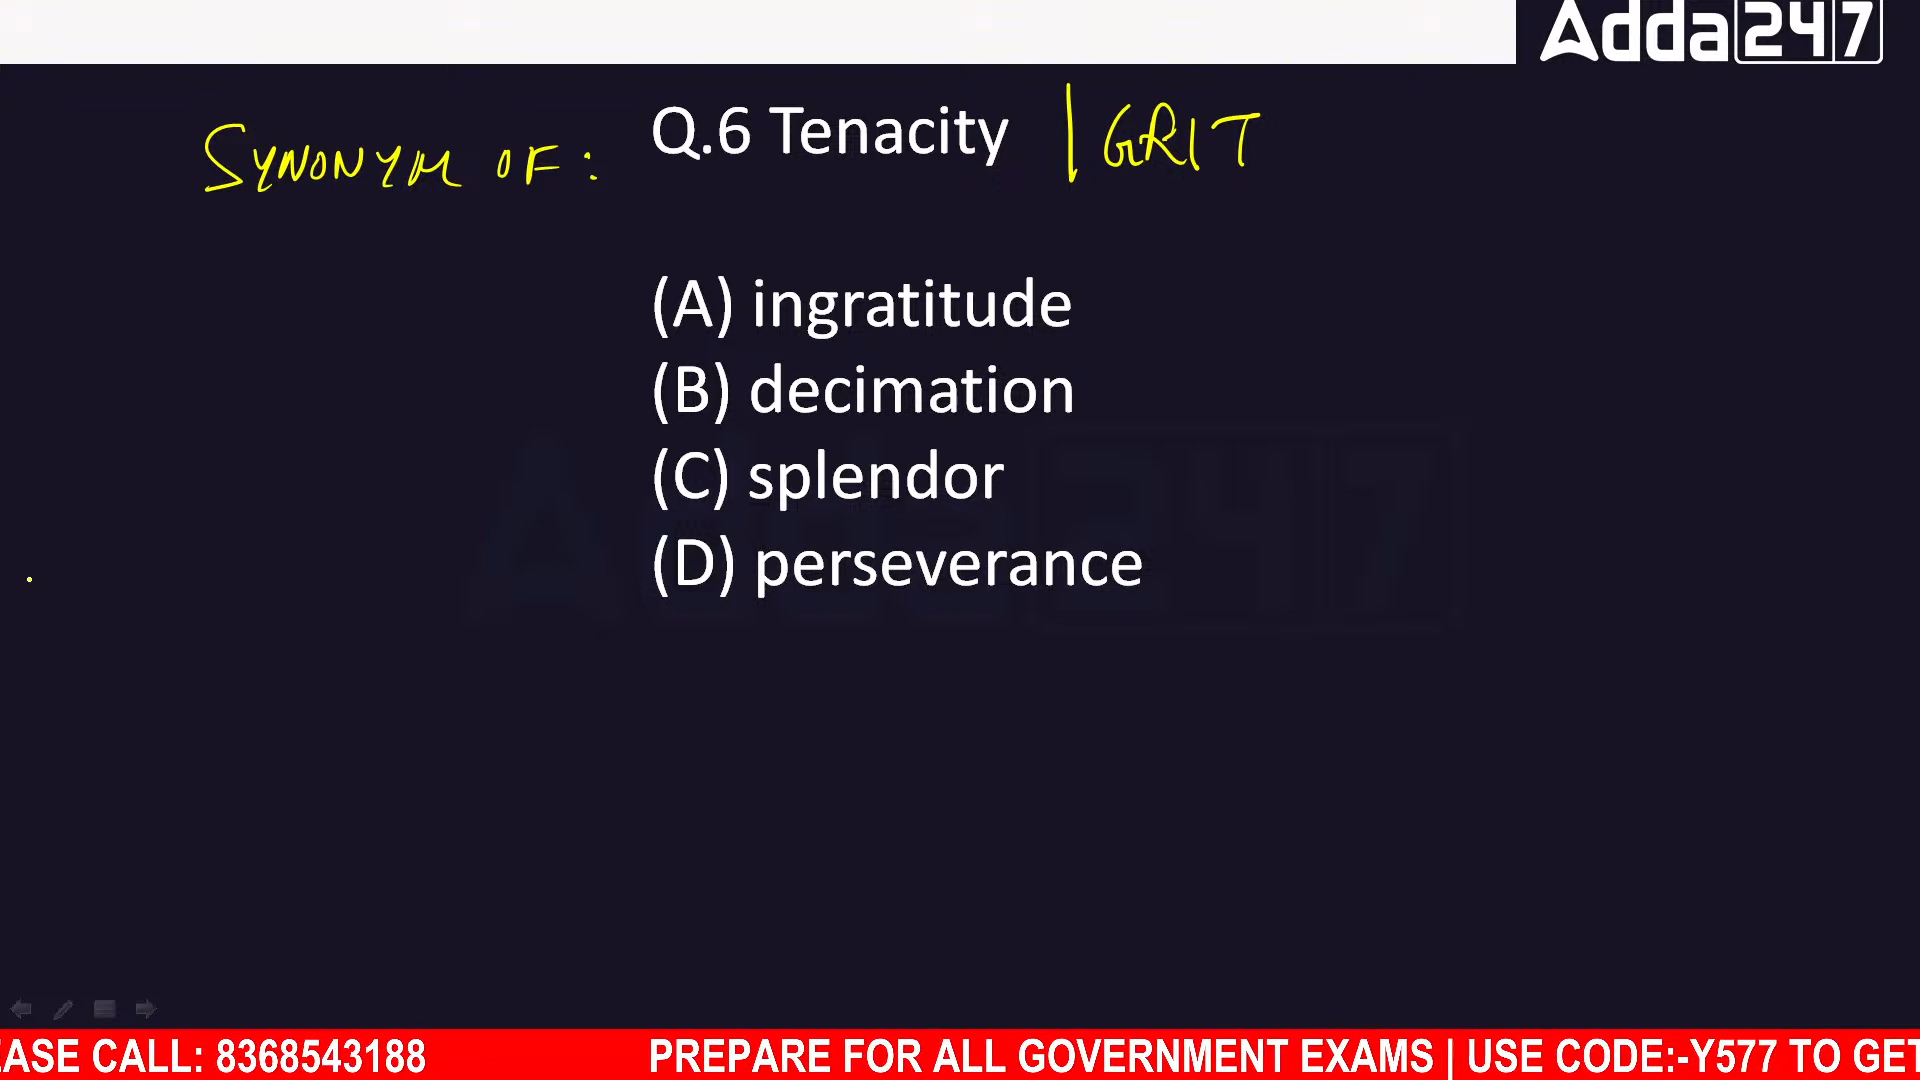 Adda247
SYNONYM OF: Q.6 Tenacity | GRIT
(A) ingratitude
(B) decimation
(C) splendor
(D) perseverance
EASE CALL: 8368543188 PREPARE FOR ALL GOVERNMENT EXAMS | USE CODE:-Y577 TO GET